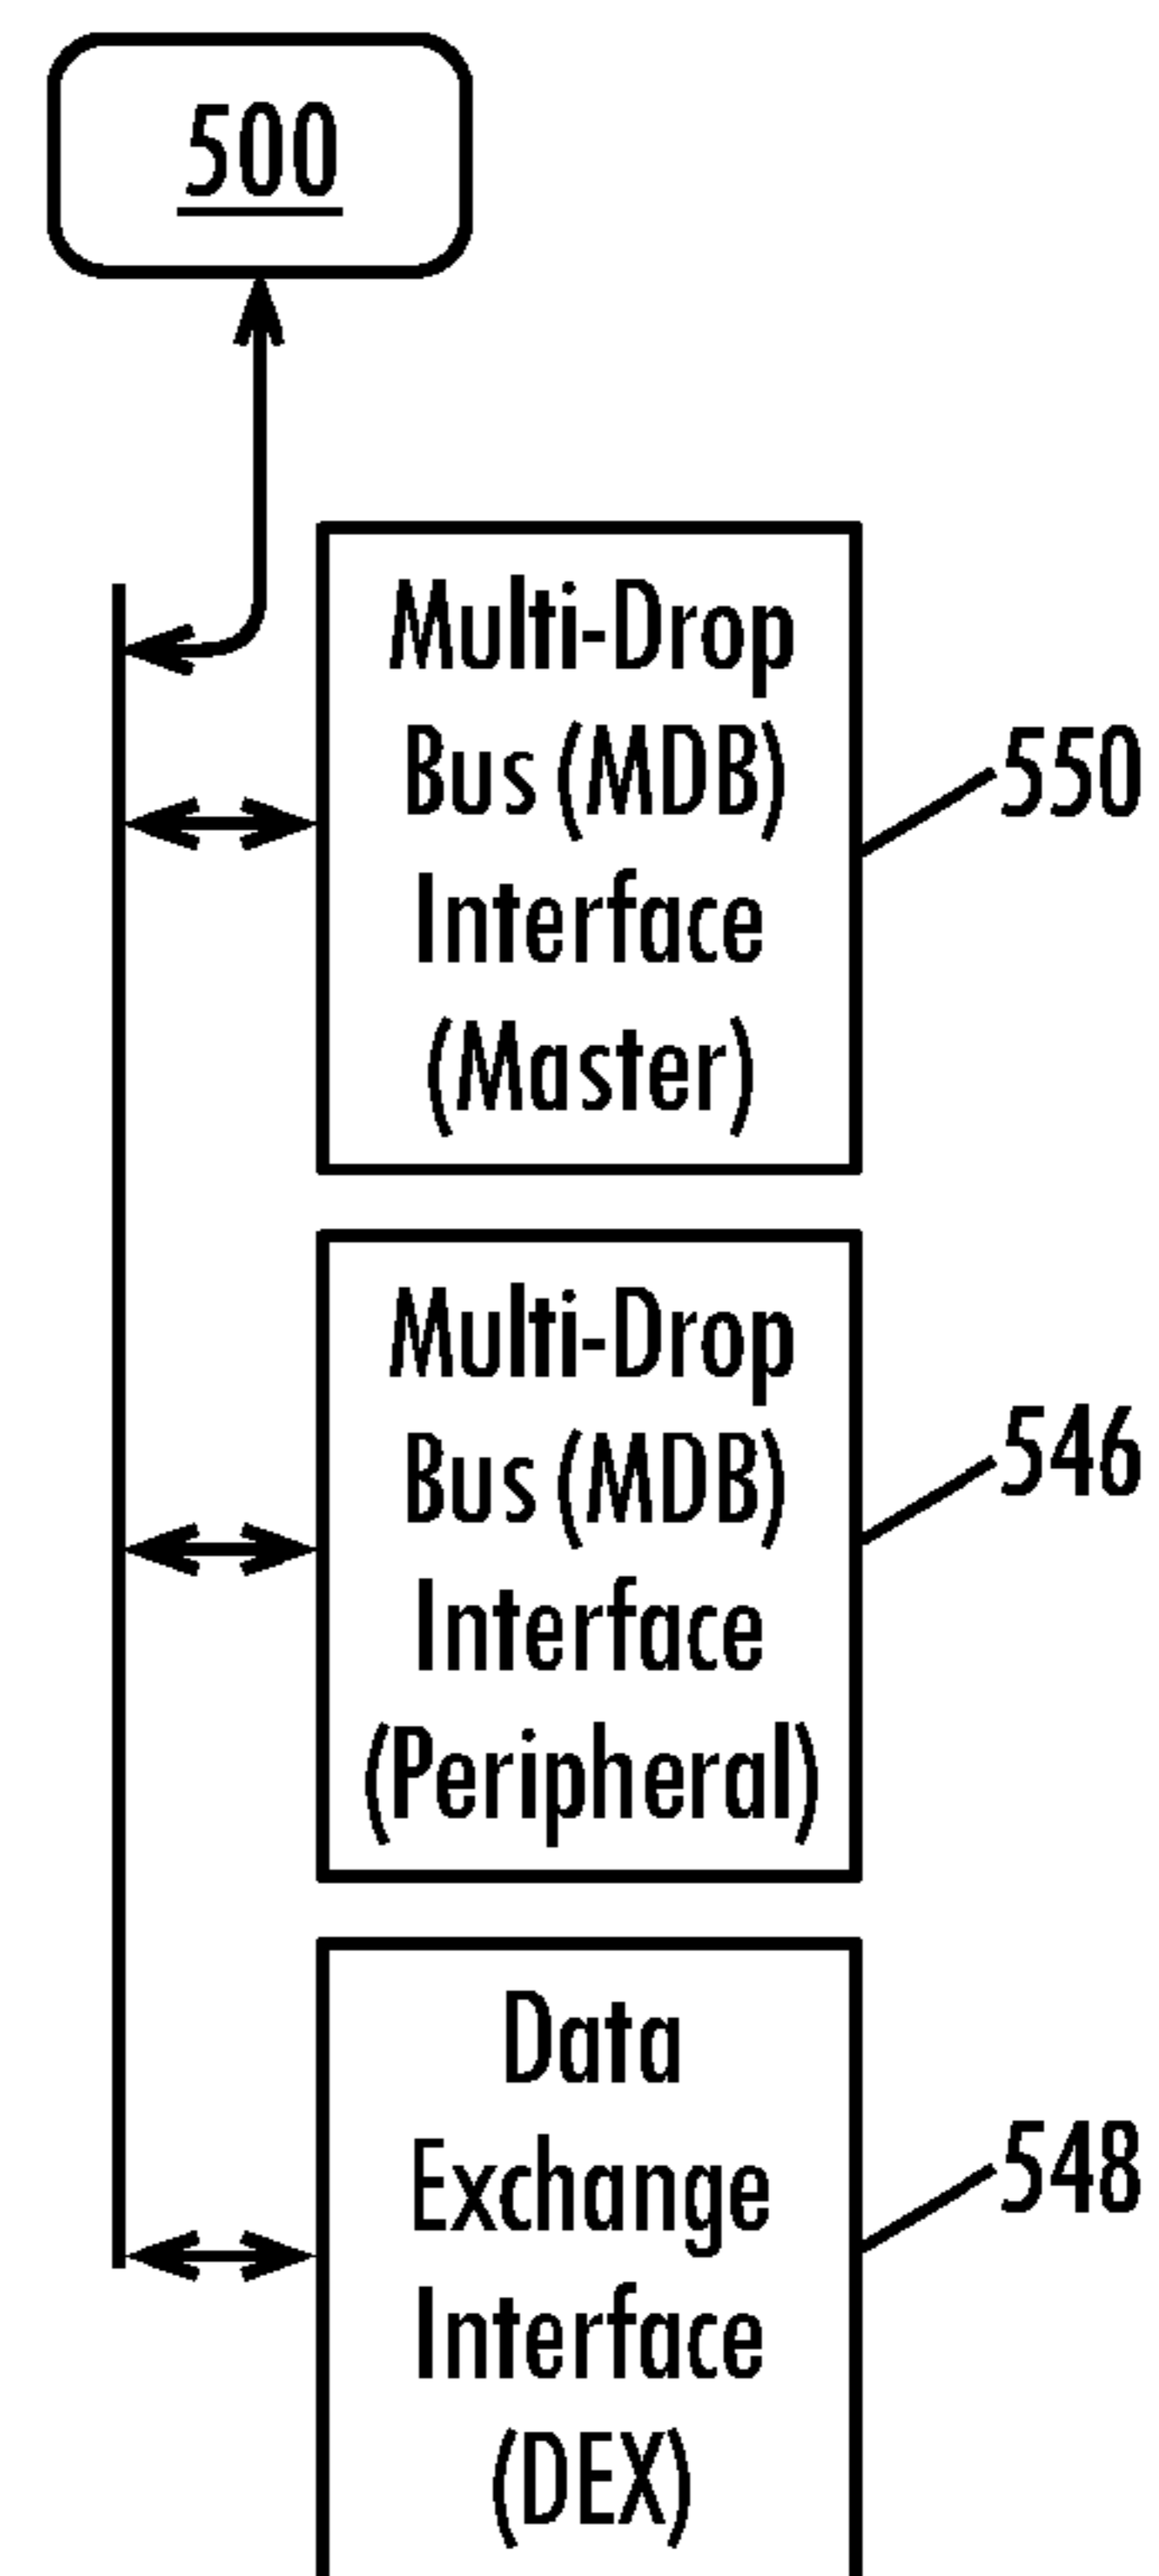 500
Multi-Drop
Bus (MDB)
Interface
(Master)
550
Multi-Drop
Bus (MDB)
Interface
(Peripheral)
546
Data
Exchange
Interface
(DEX)
548